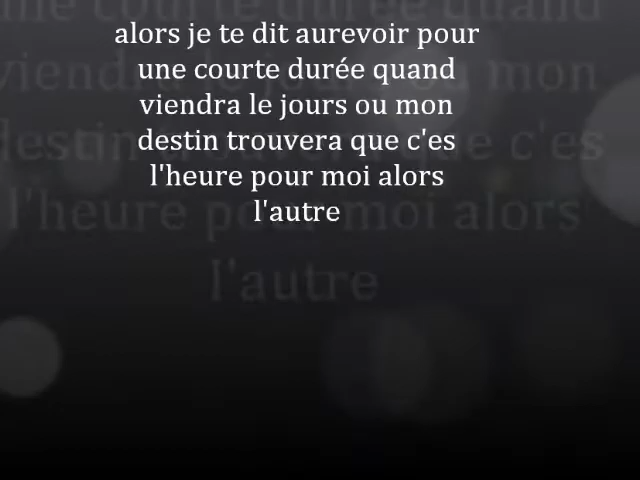 alors je te dit aurevoir pour
une courte durée quand
viendra le jours ou mon
destin trouvera que c'es
l'heure pour moi alors
l'autre